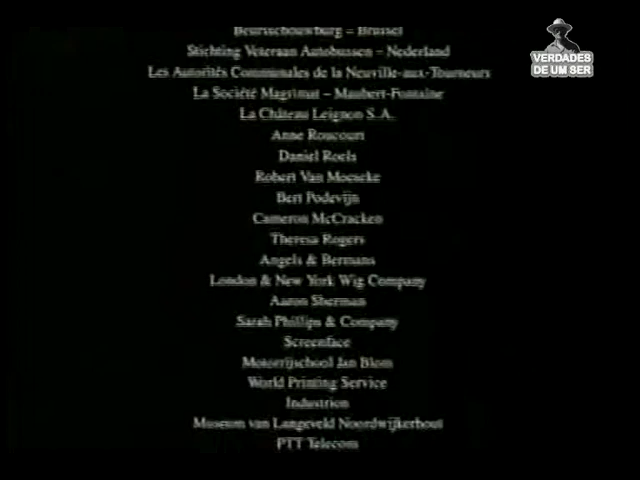 Beursschouwburg – Brussel
Stichting Veteraan Autobussen – Nederland
Les Autorités Communales de la Neuville-aux-Tourneurs
La Société Magrimat – Maubert-Fontaine
La Château Leignon S.A.
Anne Roucourt
Daniel Roels
Robert Van Moeseke
Bert Podevijn
Cameron McCracken
Theresa Rogers
Angels & Bermans
London & New York Wig Company
Aaron Sherman
Sarah Phillips & Company
Screenface
Motorrijschool Jan Blom
World Printing Service
Industrion
Museum van Langeveld Noordwijkerhout
PTT Telecom
VERDADES
DE UM SER